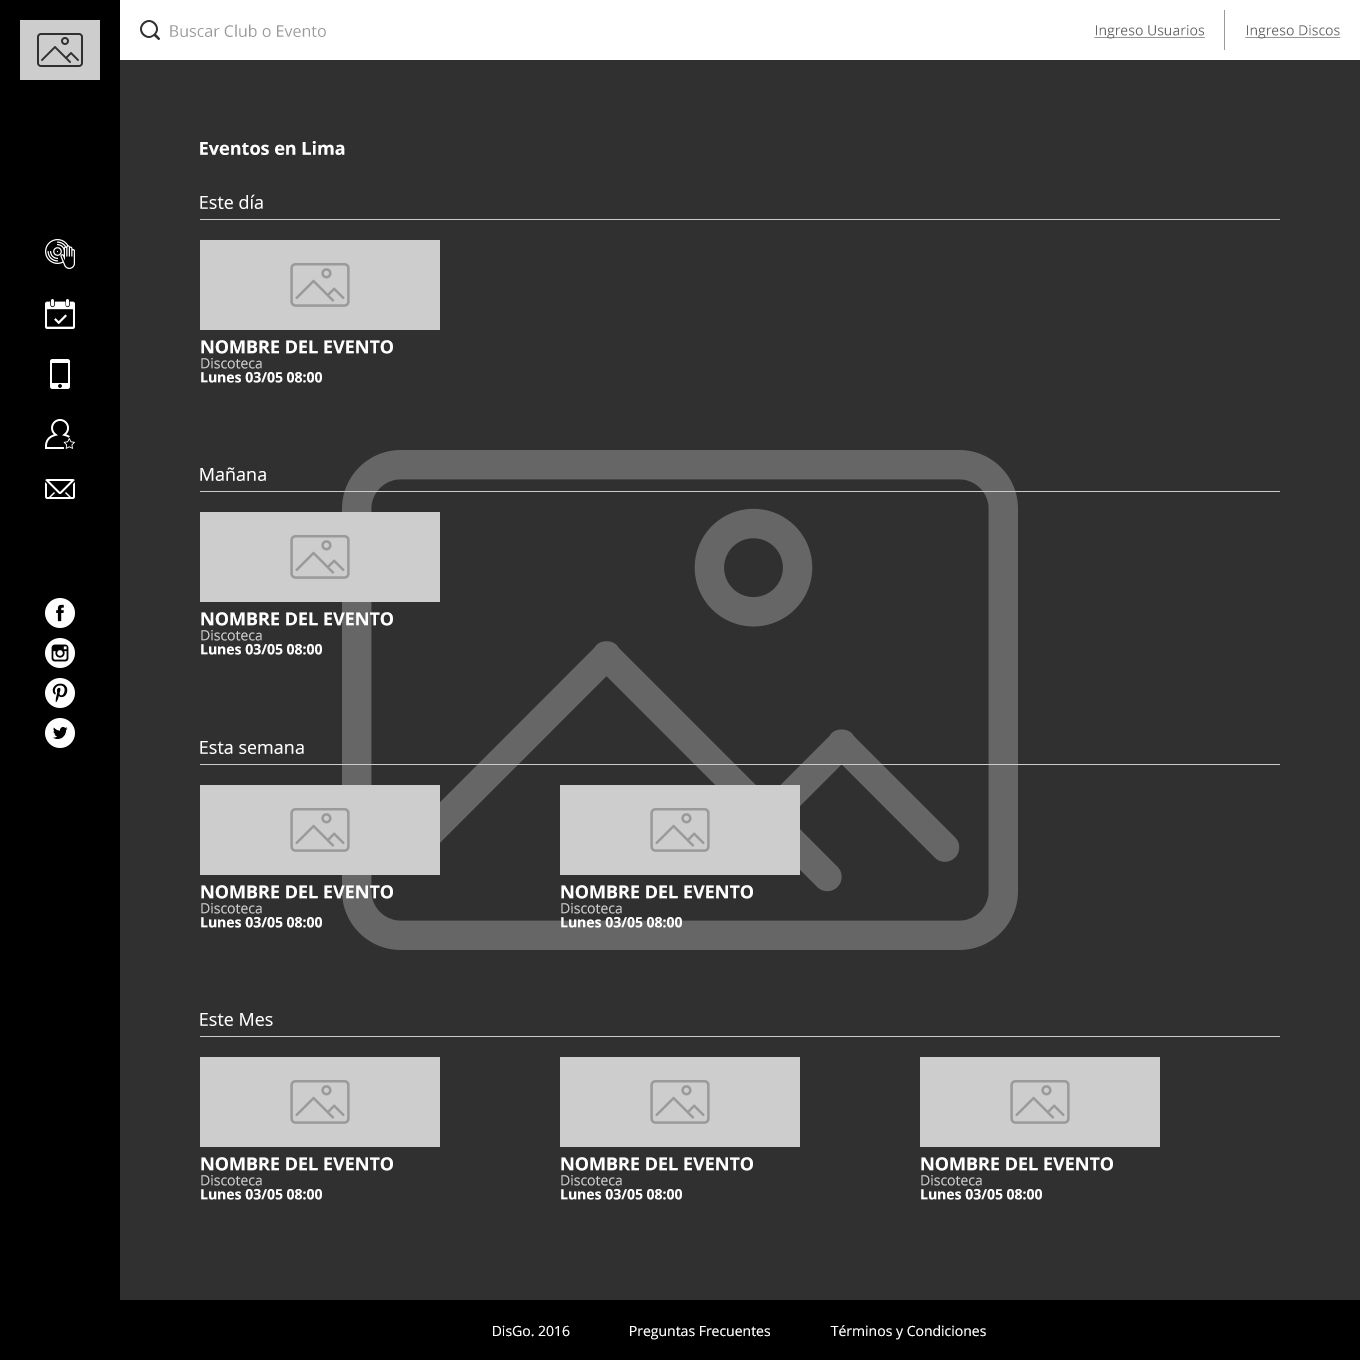 Buscar Club o Evento
Ingreso Usuarios
Ingreso Discos
Eventos en Lima
Este día
NOMBRE DEL EVENTO
Discoteca
Lunes 03/05 08:00
Mañana
NOMBRE DEL EVENTO
Discoteca
Lunes 03/05 08:00
Esta semana
NOMBRE DEL EVENTO
Discoteca
Lunes 03/05 08:00
NOMBRE DEL EVENTO
Discoteca
Lunes 03/05 08:00
Este Mes
NOMBRE DEL EVENTO
Discoteca
Lunes 03/05 08:00
NOMBRE DEL EVENTO
Discoteca
Lunes 03/05 08:00
NOMBRE DEL EVENTO
Discoteca
Lunes 03/05 08:00
DisGo. 2016
Preguntas Frecuentes
Términos y Condiciones